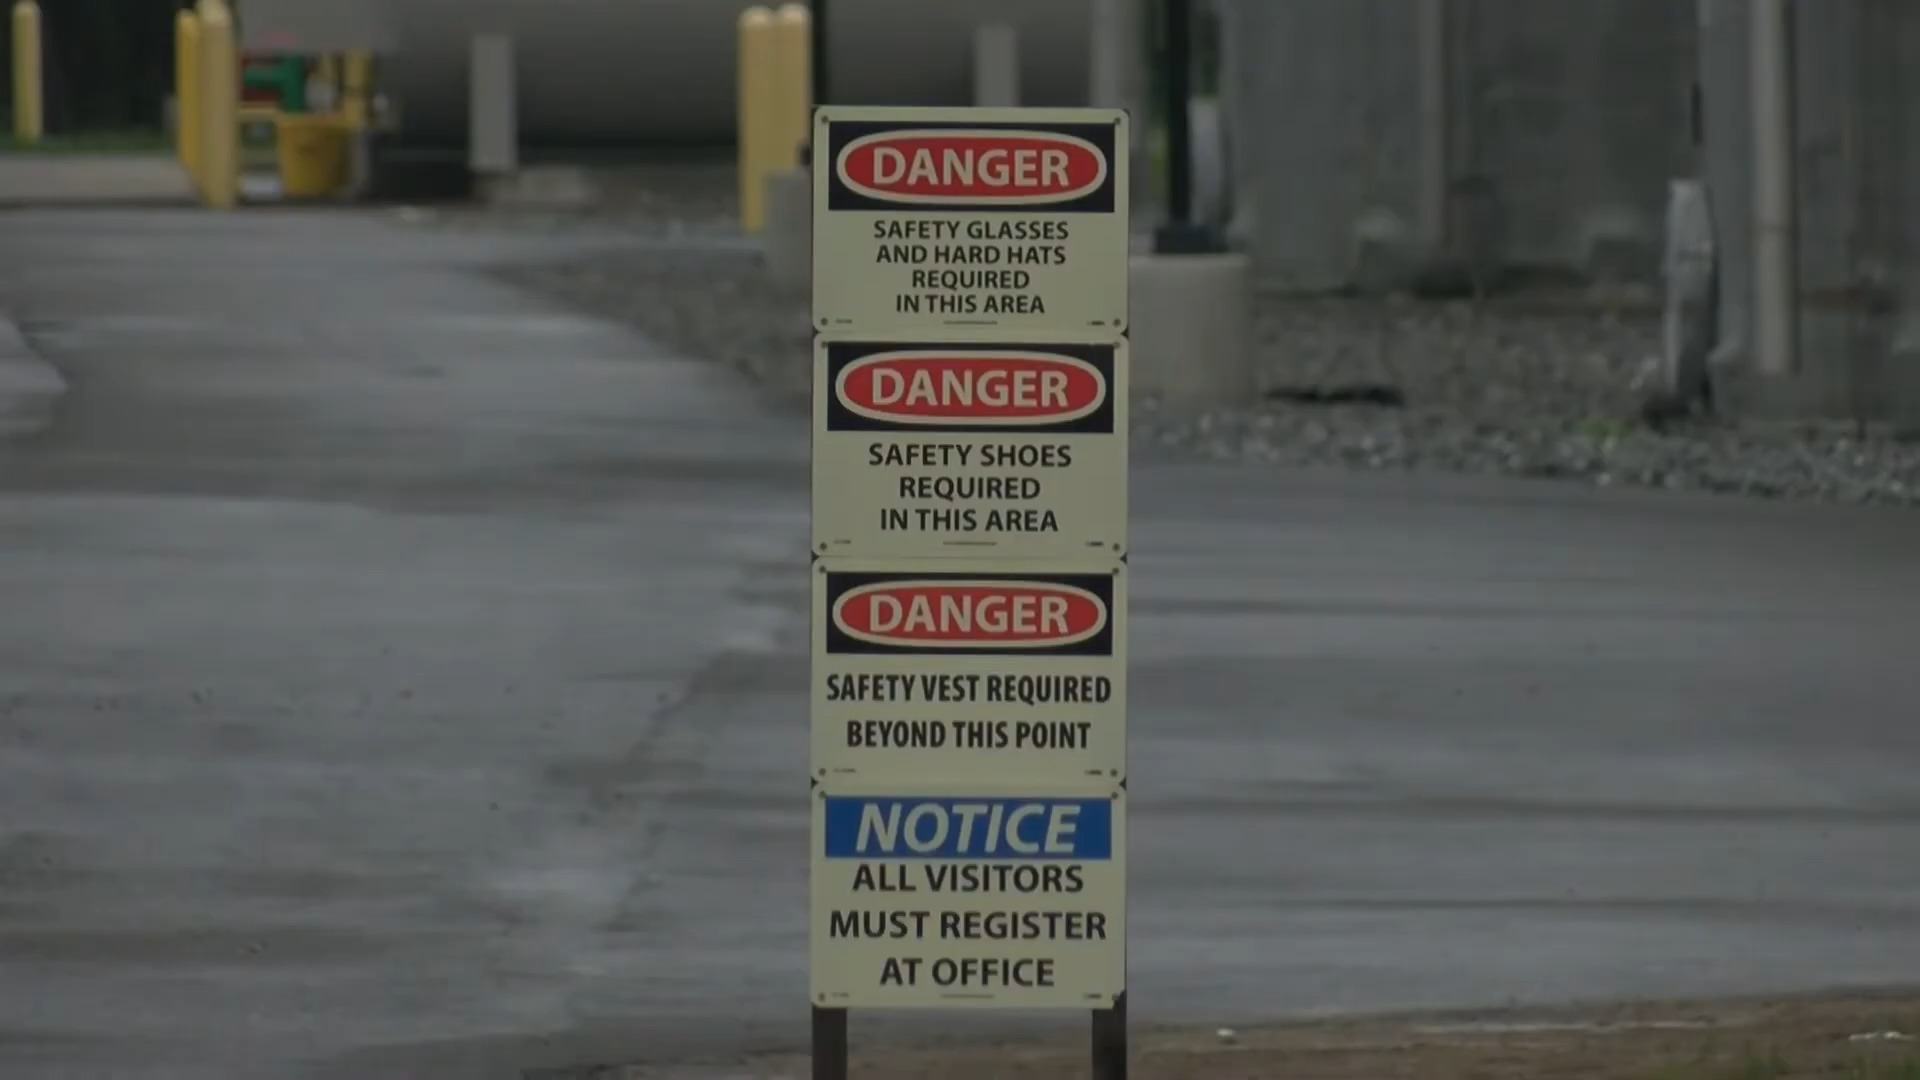 DANGER
SAFETY GLASSES
AND HARD HATS
REQUIRED
IN THIS AREA
DANGER
SAFETY SHOES
REQUIRED
IN THIS AREA
DANGER
SAFETY VEST REQUIRED
BEYOND THIS POINT
NOTICE
ALL VISITORS
MUST REGISTER
AT OFFICE